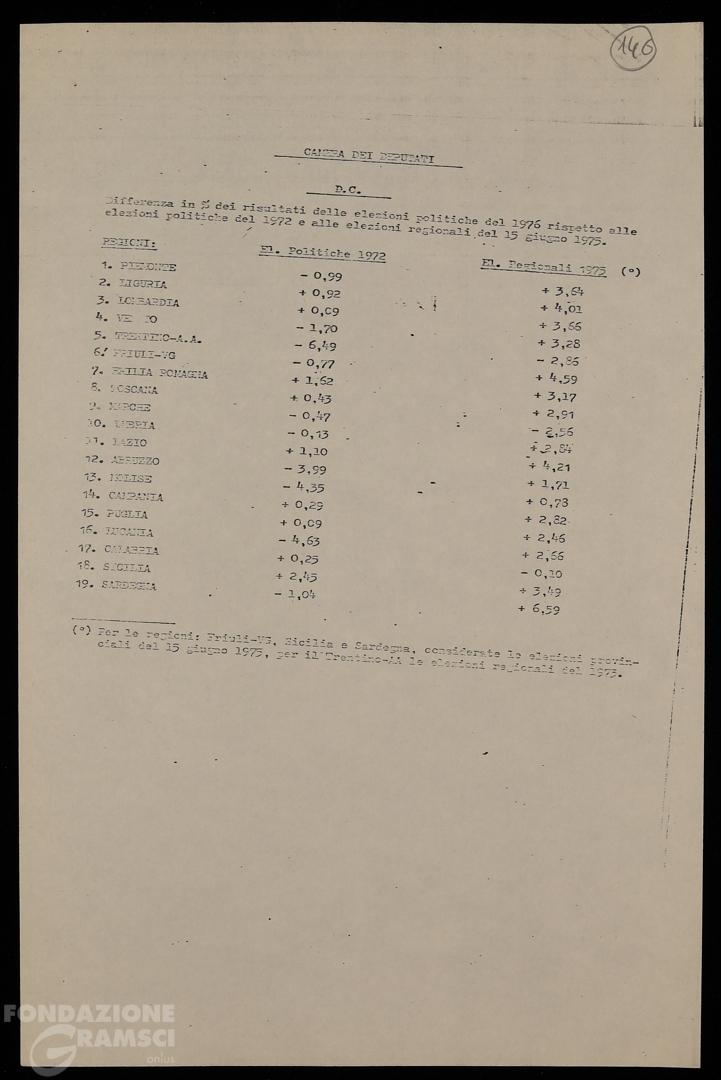 146
CAMERA DEI DEPUTATI
D.C.
Differenza in % dei risultati delle elezioni politiche del 1976 rispetto alle
elezioni politiche del 1972 e alle elezioni regionali del 15 giugno 1975.
REGIONI: El. Politiche 1972 El. Regionali 1975 (°)
1. PIEMONTE - 0,99 + 3,64
2. LIGURIA + 0,92 + 4,01
3. LOMBARDIA + 0,09 + 3,66
4. VE O - 1,70 + 3,28
5. TRENTINO-A.A. - 6,49 - 2,86
6. FRIULI-VG - 0,77 + 4,59
7. EMILIA ROMAGNA + 1,62 + 3,17
8. TOSCANA + 0,43 + 2,91
9. MARCHE - 0,47 - 2,56
10. UMBRIA - 0,13 + 2,84
11. LAZIO + 1,10 + 4,21
12. ABRUZZO - 3,99 + 1,71
13. MOLISE - 4,35 + 0,78
14. CAMPANIA + 0,29 + 2,82
15. PUGLIA + 0,09 + 2,46
16. LUCANIA - 4,63 + 2,66
17. CALABRIA + 0,25 - 0,10
18. SICILIA + 2,45 + 3,49
19. SARDEGNA - 1,04 + 6,59
(°) Per le regioni: Friuli-VG, Sicilia e Sardegna, considerate le elezioni provin-
ciali del 15 giugno 1975, per il Trentino-AA le elezioni regionali del 1973.
FONDAZIONE
GRAMSCI
onlus